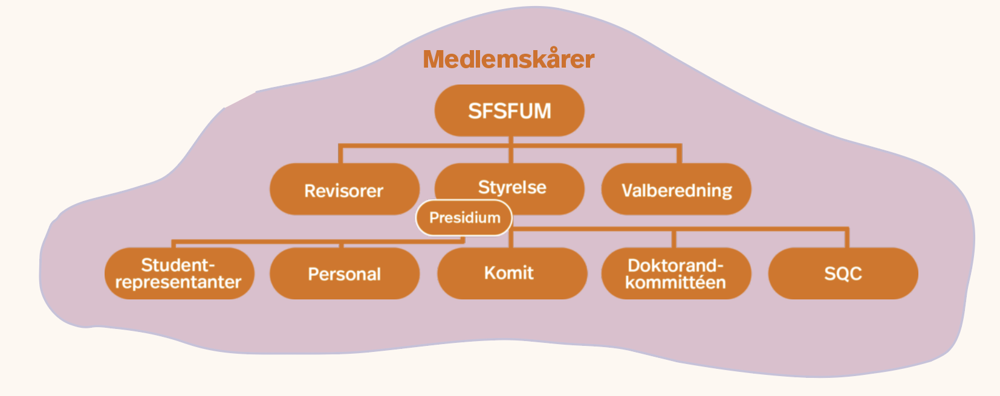 Medlemskårer
SFSFUM
Revisorer
Styrelse
Valberedning
Presidium
Student-
representanter
Personal
Komit
Doktorand-
kommittéen
SQC